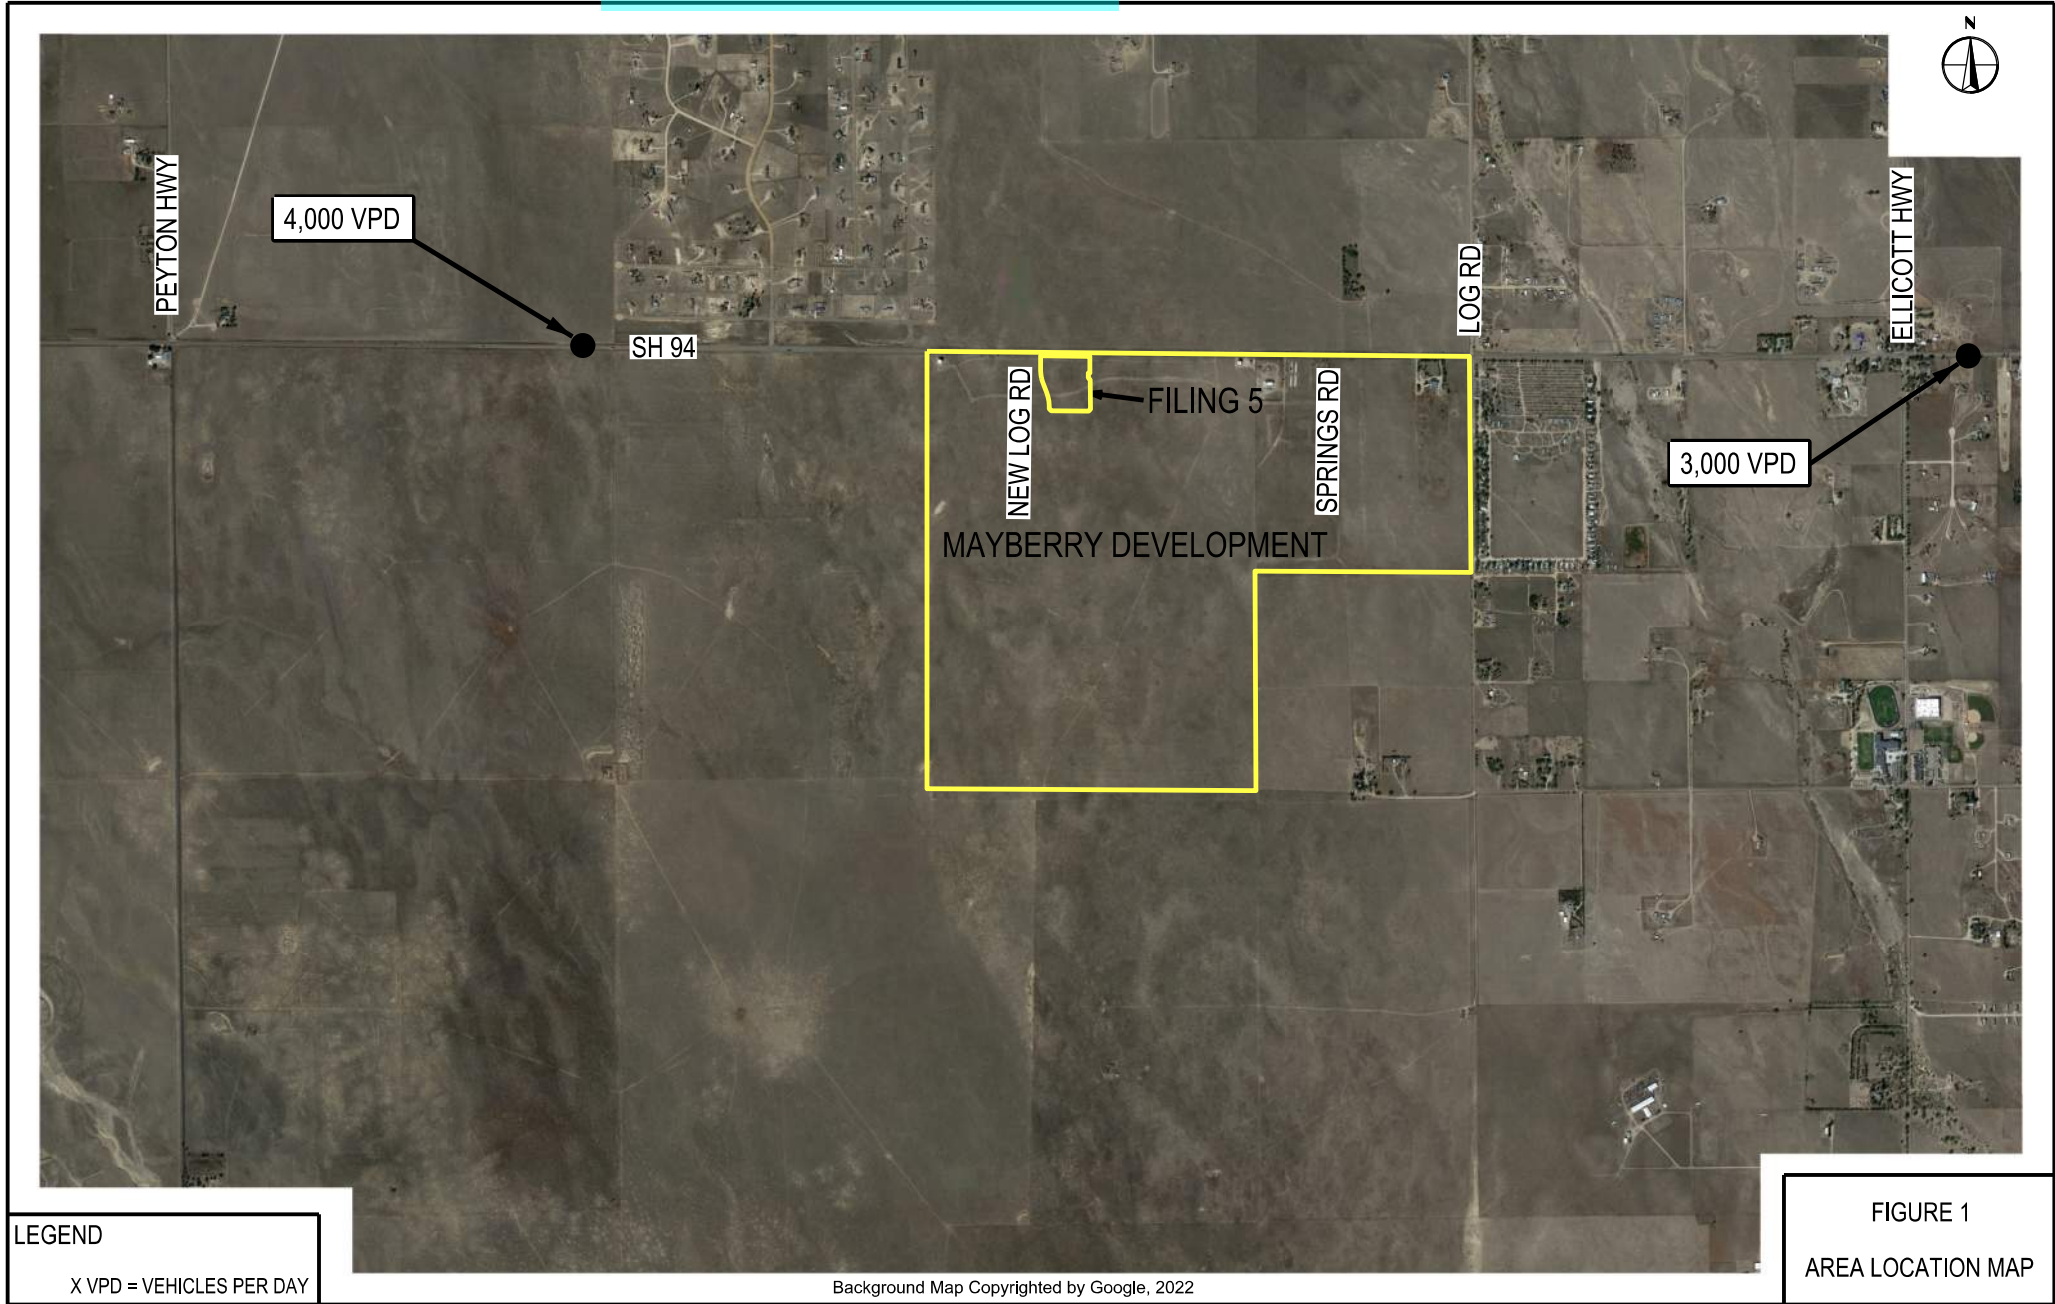 N
PEYTON HWY
4,000 VPD
ELLICOTT HWY
LOG RD
SH 94
NEW LOG RD
FILING 5
SPRINGS RD
3,000 VPD
MAYBERRY DEVELOPMENT
LEGEND
X VPD = VEHICLES PER DAY
Background Map Copyrighted by Google, 2022
FIGURE 1
AREA LOCATION MAP